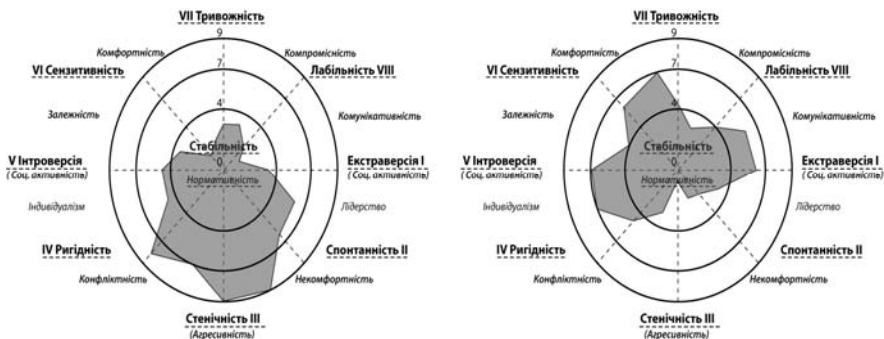 VII Тривожність
9
Комфортність
Компромісність
VI Сензитивність
7
Лабільність VIII
Залежність
4
Комунікативність
Стабільність
V Інтроверсія
0
Екстраверсія I
(Соц. активність)
Нормативність
(Соц. активність)
Індивідуалізм
Лідерство
IV Ригідність
Спонтанність II
Конфліктність
Некомфортність
Стенічність III
(Агресивність)
VII Тривожність
9
Комфортність
Компромісність
VI Сензитивність
7
Лабільність VIII
Залежність
4
Комунікативність
Стабільність
V Інтроверсія
0
Екстраверсія I
(Соц. активність)
Нормативність
(Соц. активність)
Індивідуалізм
Лідерство
IV Ригідність
Спонтанність II
Конфліктність
Некомфортність
Стенічність III
(Агресивність)